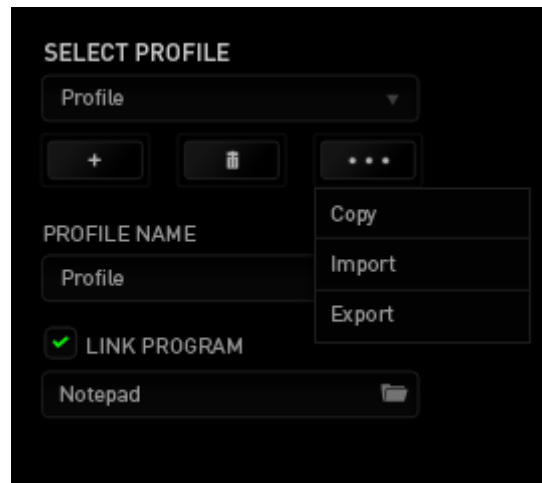 SELECT PROFILE
Profile
+
•••
Copy
PROFILE NAME
Import
Profile
Export
LINK PROGRAM
Notepad